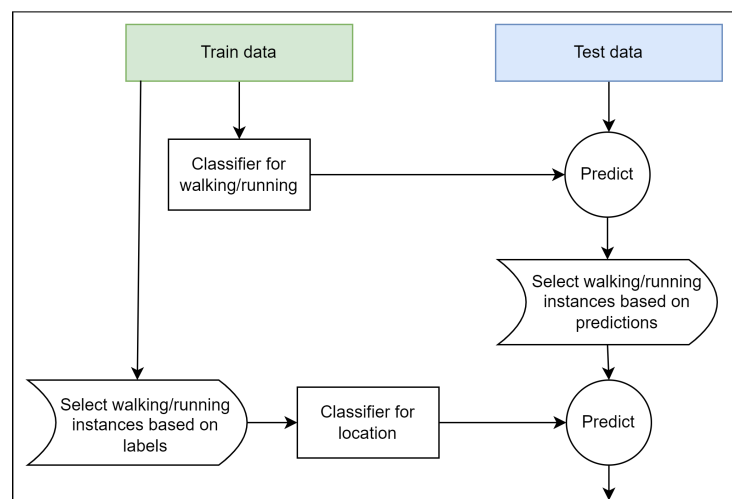 Train data
Test data
Classifier for
walking/running
Predict
Select walking/running
instances based on
predictions
Select walking/running
instances based on
labels
Classifier for
location
Predict